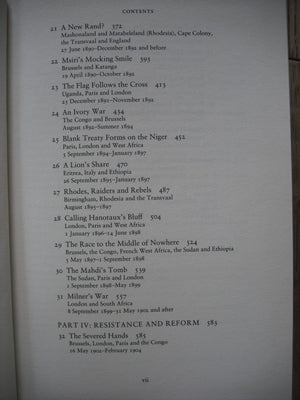 CONTENTS
21 A New Rand? 372
Mashonaland and Matabeleland (Rhodesia), Cape Colony,
the Transvaal and England
27 June 1890–December 1892 and before
22 Msiri's Mocking Smile 395
Brussels and Katanga
19 April 1890–October 1892
23 The Flag Follows the Cross 413
Uganda, Paris and London
23 December 1891–November 1892
24 An Ivory War 434
The Congo and Brussels
August 1892–Summer 1894
25 Blank Treaty Forms on the Niger 452
Paris, London and West Africa
5 September 1894–January 1897
26 A Lion's Share 470
Eritrea, Italy and Ethiopia
26 September 1895–January 1897
27 Rhodes, Raiders and Rebels 487
Birmingham, Rhodesia and the Transvaal
August 1895–1897
28 Calling Hanotaux's Bluff 504
London, Paris and West Africa
1 January 1896–14 June 1898
29 The Race to the Middle of Nowhere 524
Brussels, the Congo, French West Africa, the Sudan and Ethiopia
5 May 1897–1 September 1898
30 The Mahdi's Tomb 539
The Sudan, Paris and London
1 September 1898–May 1899
31 Milner's War 557
London and South Africa
8 September 1899–31 May 1902 and after
PART IV: RESISTANCE AND REFORM 583
32 The Severed Hands 585
Brussels, London, Paris and the Congo
16 May 1902–February 1904
vii